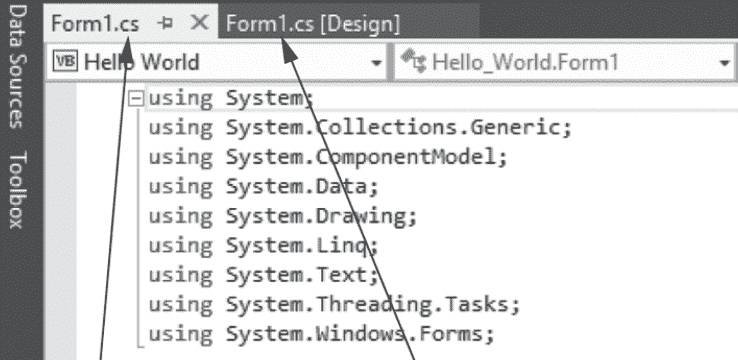 Form1.cs
Form1.cs [Design]
VB Hello World
Hello_World.Form1
using System;
using System.Collections.Generic;
using System.ComponentModel;
using System.Data;
using System.Drawing;
using System.Linq;
using System.Text;
using System.Threading.Tasks;
using System.Windows.Forms;
Data Sources
Toolbox